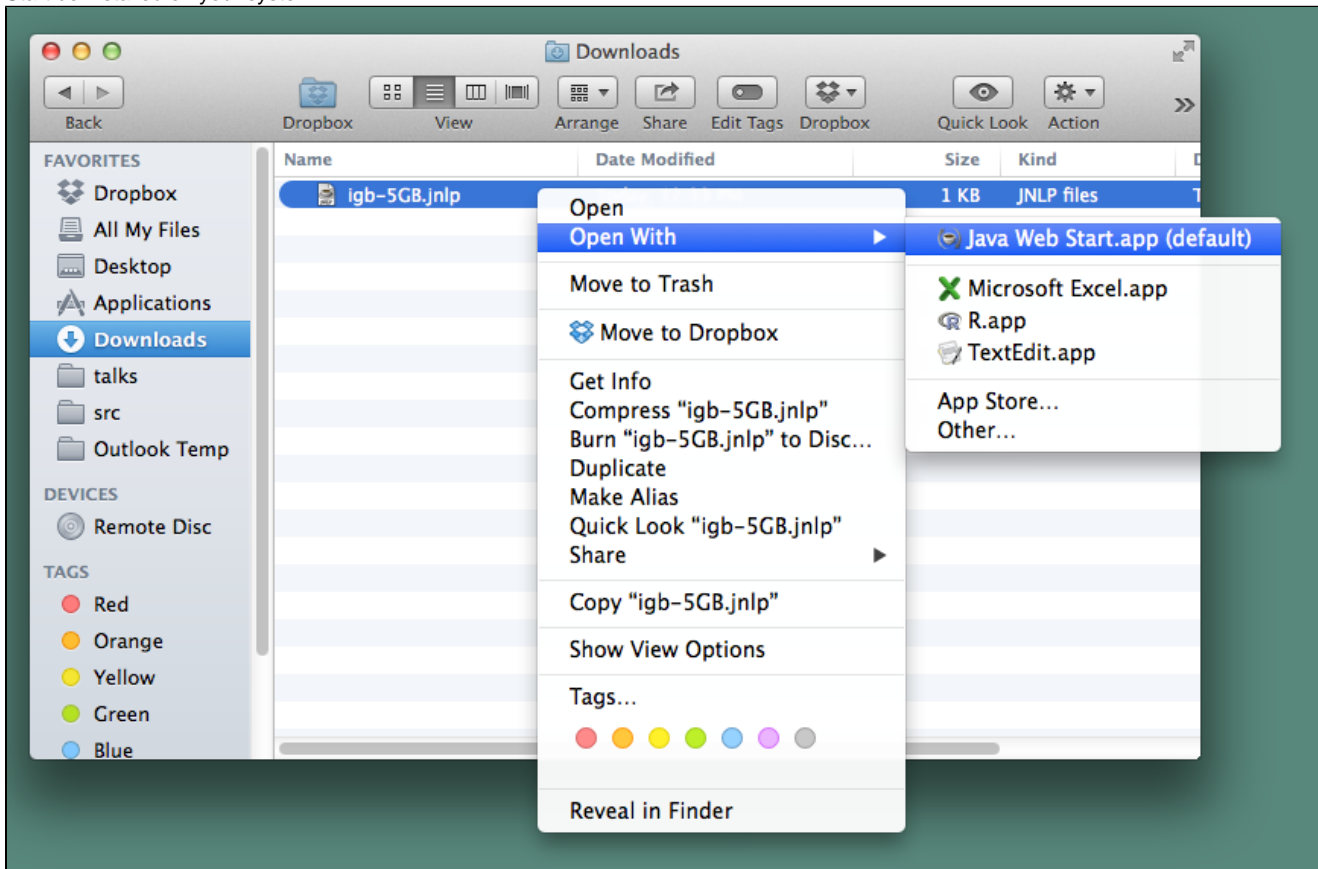 Downloads
Back
Dropbox View Arrange Share Edit Tags Dropbox Quick Look Action
FAVORITES
Dropbox
All My Files
Desktop
Applications
Downloads
talks
src
Outlook Temp
DEVICES
Remote Disc
TAGS
Red
Orange
Yellow
Green
Blue
Name Date Modified Size Kind
igb-5GB.jnlp 1 KB JNLP files
Open
Open With
Move to Trash
Move to Dropbox
Get Info
Compress “igb-5GB.jnlp”
Burn “igb-5GB.jnlp” to Disc...
Duplicate
Make Alias
Quick Look “igb-5GB.jnlp”
Share
Copy “igb-5GB.jnlp”
Show View Options
Tags...
Reveal in Finder
Java Web Start.app (default)
Microsoft Excel.app
R.app
TextEdit.app
App Store...
Other...